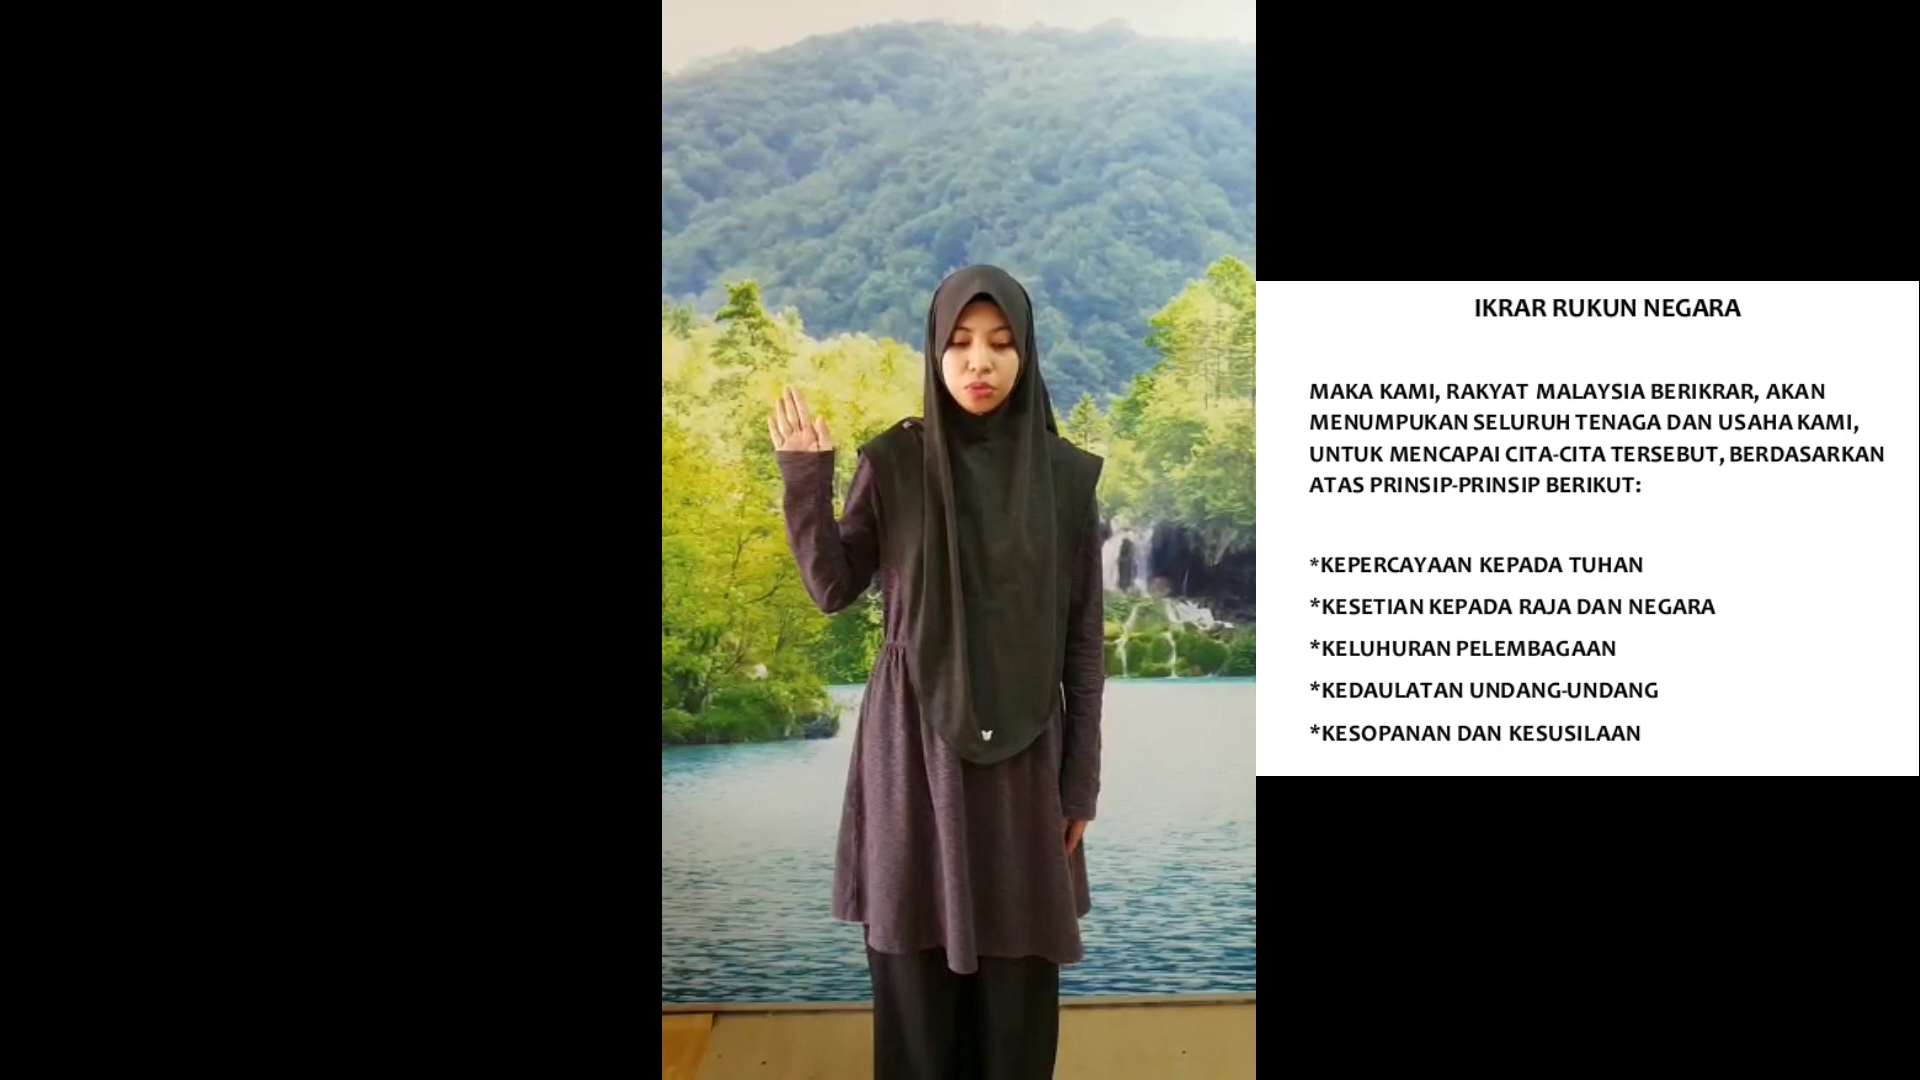 IKRAR RUKUN NEGARA
MAKA KAMI, RAKYAT MALAYSIA BERIKRAR, AKAN
MENUMPUKAN SELURUH TENAGA DAN USAHA KAMI,
UNTUK MENCAPAI CITA-CITA TERSEBUT, BERDASARKAN
ATAS PRINSIP-PRINSIP BERIKUT:
*KEPERCAYAAN KEPADA TUHAN
*KESETIAN KEPADA RAJA DAN NEGARA
*KELUHURAN PELEMBAGAAN
*KEDAULATAN UNDANG-UNDANG
*KESOPANAN DAN KESUSILAAN